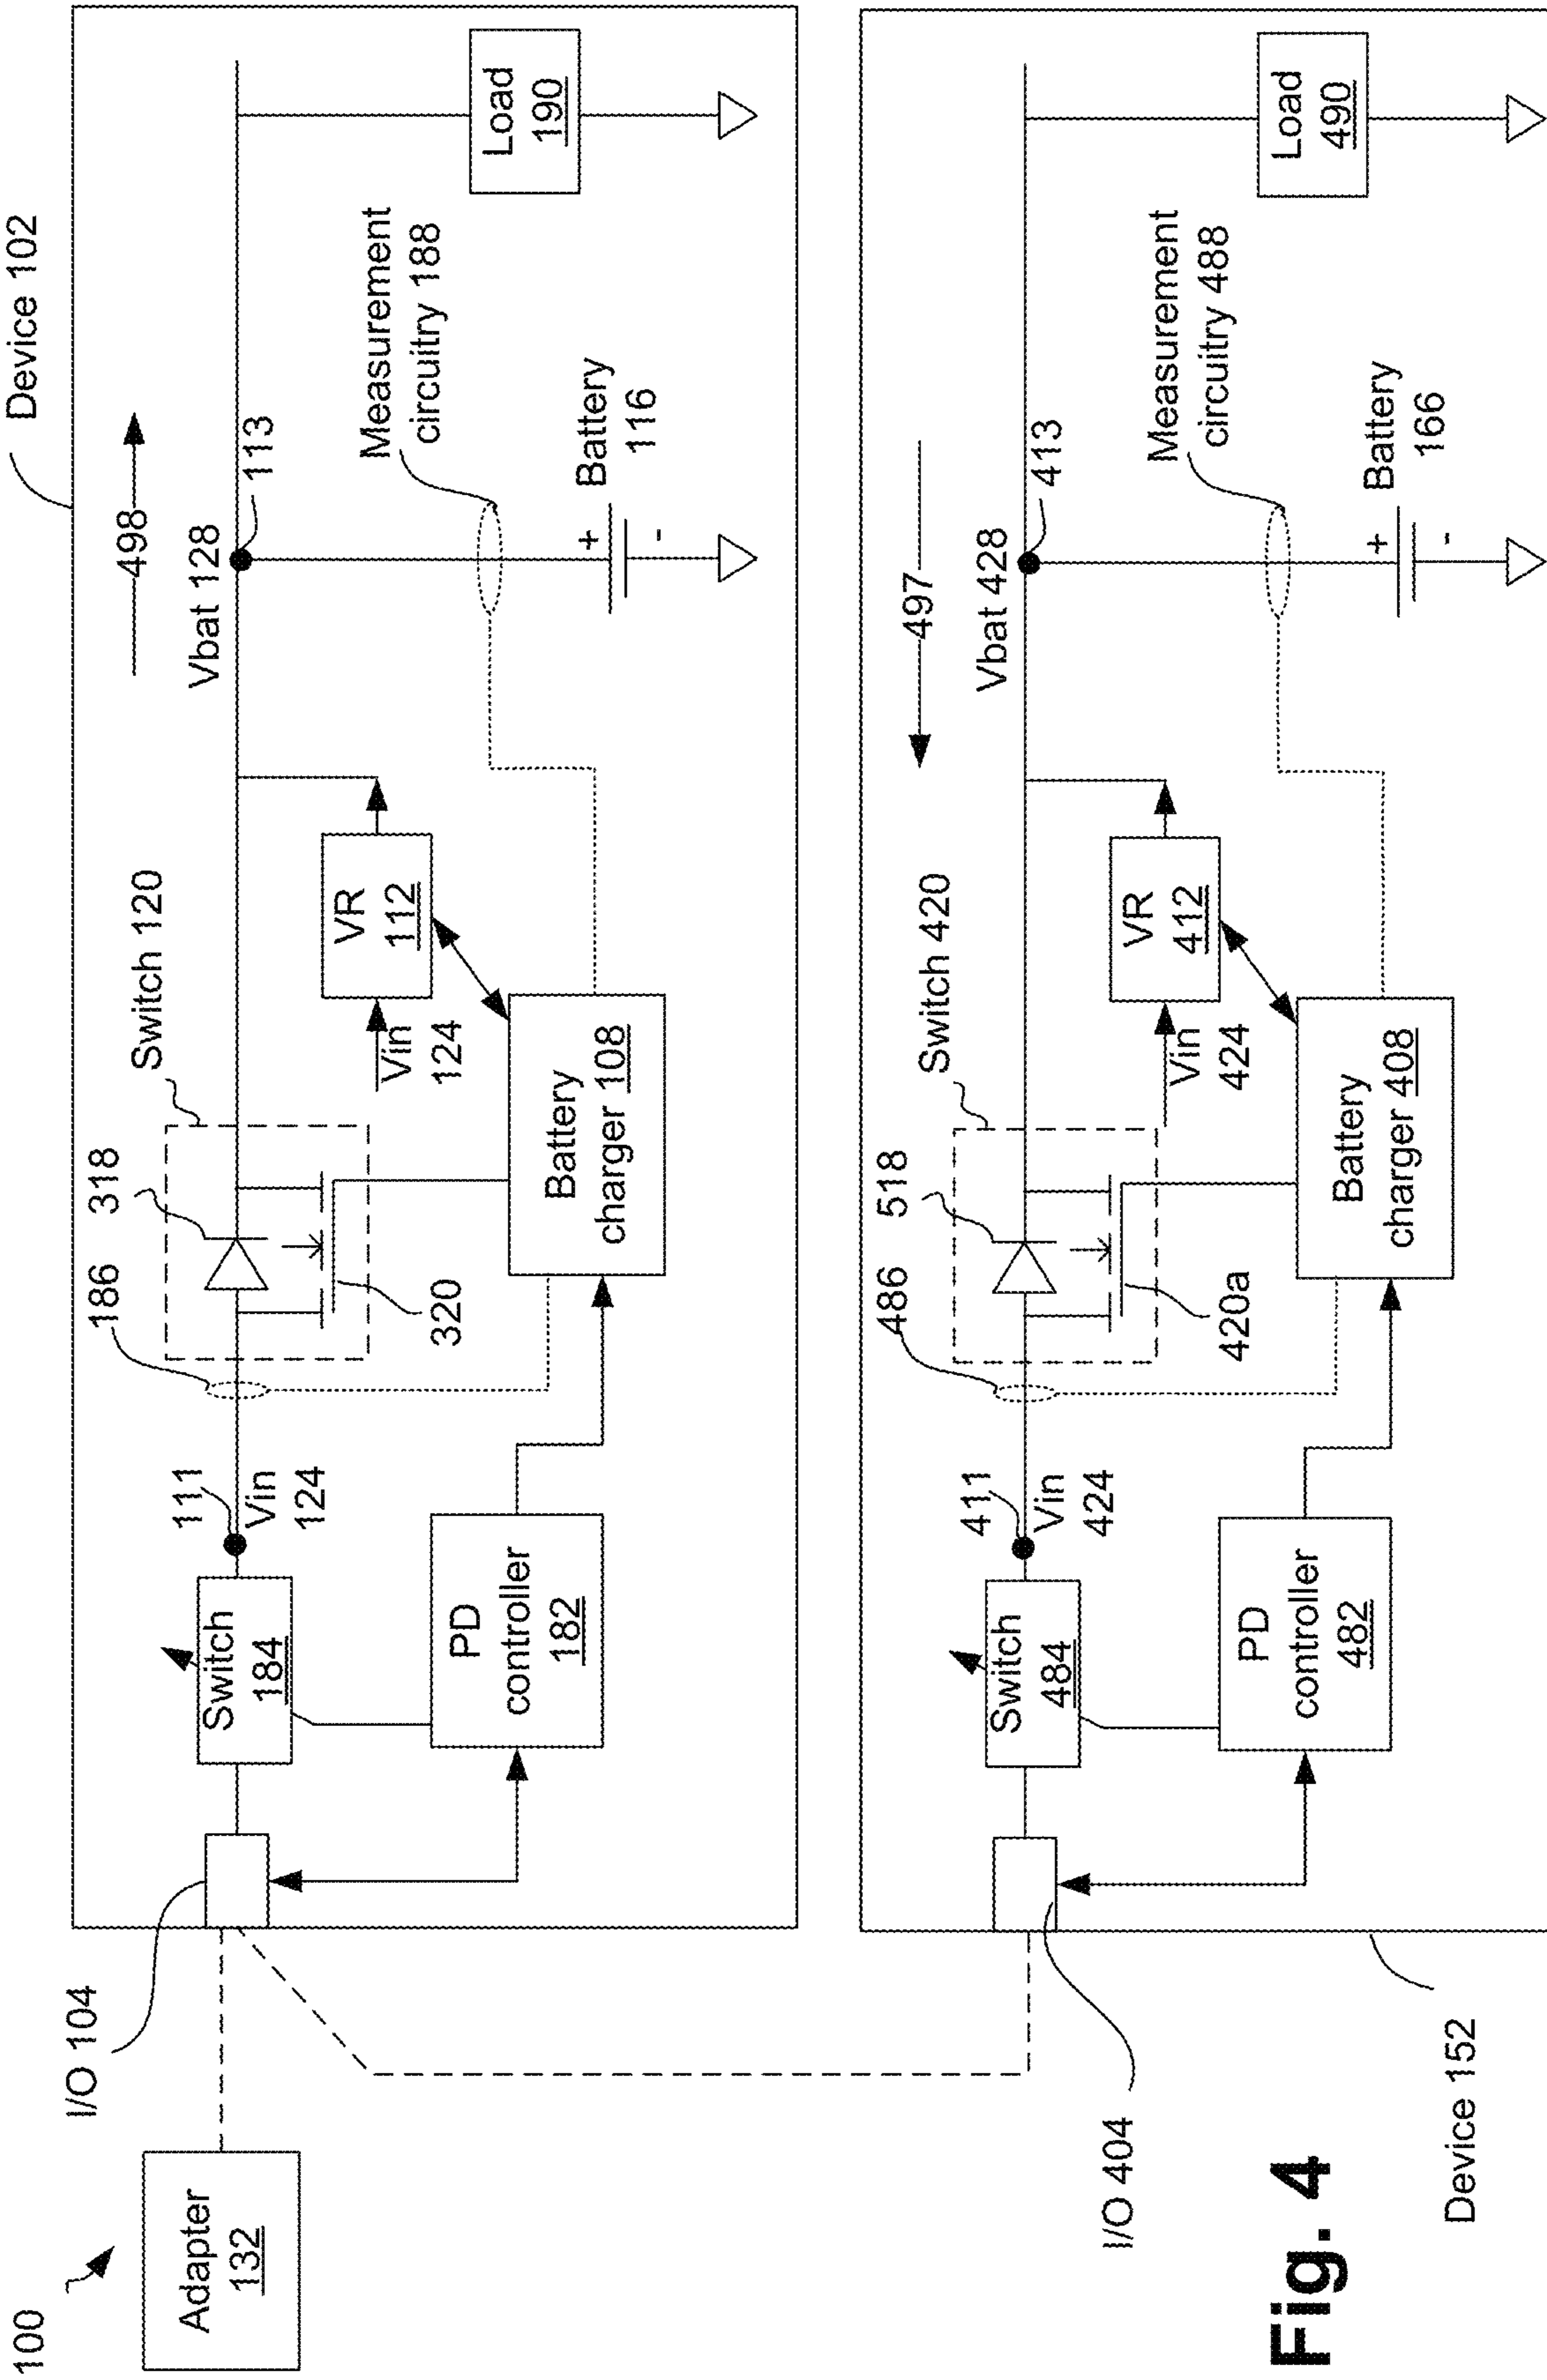 100
Adapter
132
I/O 104
Device 102
Switch
184
111
Vin
124
PD
controller
182
186
318
320
Switch 120
Battery
charger 108
Vin
124
VR
112
Vbat 128
113
498
Measurement
circuitry 188
+
-
Battery
116
Load
190
I/O 404
Device 152
Switch
484
411
Vin
424
PD
controller
482
486
518
420a
Switch 420
Battery
charger 408
Vin
424
VR
412
Vbat 428
413
497
Measurement
circuitry 488
+
-
Battery
166
Load
490
Fig. 4